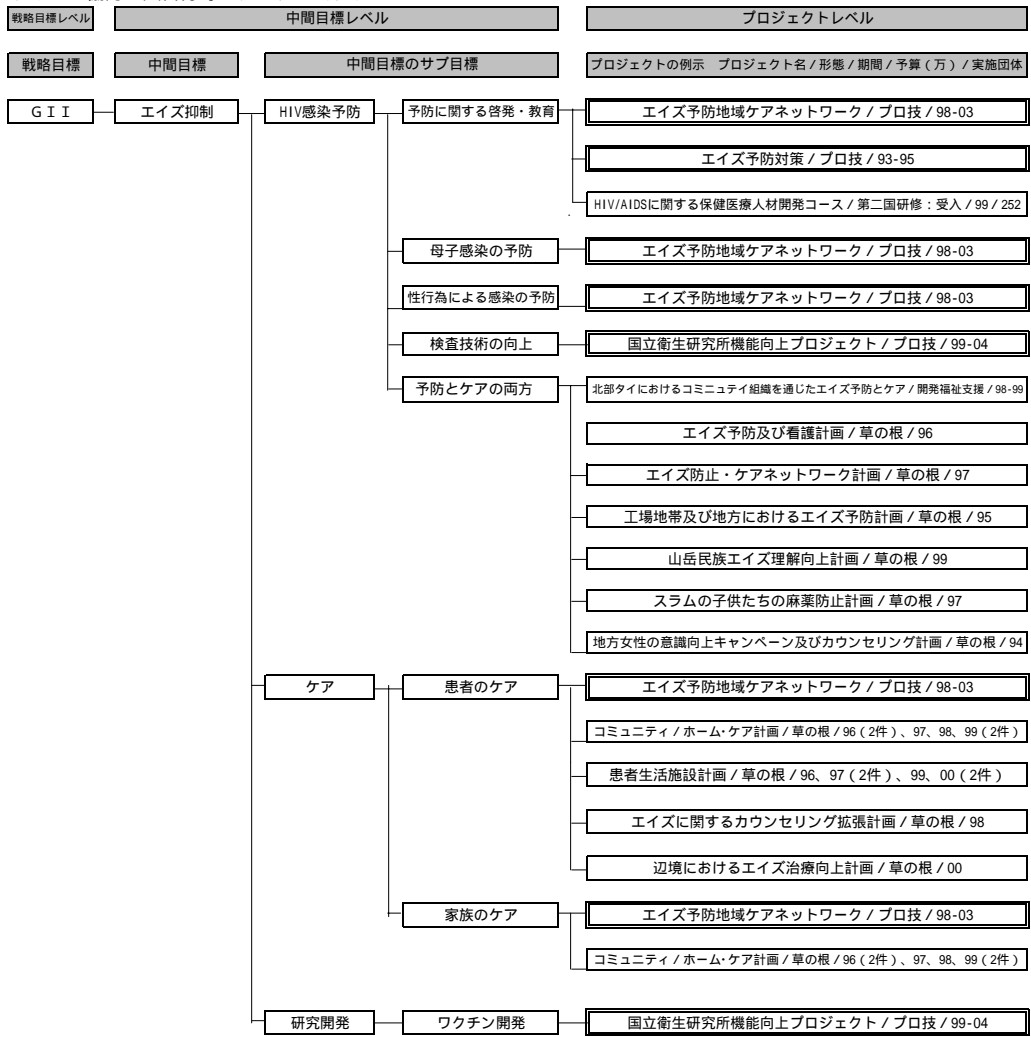 戦略目標レベル 中間目標レベル プロジェクトレベル
戦略目標 中間目標 中間目標のサブ目標 プロジェクトの例示 プロジェクト名/形態/期間/予算(万)/実施団体
GII エイズ抑制 HIV感染予防 予防に関する啓発・教育 エイズ予防地域ケアネットワーク/プロ技/98-03
エイズ予防対策/プロ技/93-95
HIV/AIDSに関する保健医療人材開発コース/第二国研修:受入/99/252
母子感染の予防 エイズ予防地域ケアネットワーク/プロ技/98-03
性行為による感染の予防 エイズ予防地域ケアネットワーク/プロ技/98-03
検査技術の向上 国立衛生研究所機能向上プロジェクト/プロ技/99-04
予防とケアの両方 北部タイにおけるコミニュテイ組織を通じたエイズ予防とケア/開発福祉支援/98-99
エイズ予防及び看護計画/草の根/96
エイズ防止・ケアネットワーク計画/草の根/97
工場地帯及び地方におけるエイズ予防計画/草の根/95
山岳民族エイズ理解向上計画/草の根/99
スラムの子供たちの麻薬防止計画/草の根/97
地方女性の意識向上キャンペーン及びカウンセリング計画/草の根/94
ケア 患者のケア エイズ予防地域ケアネットワーク/プロ技/98-03
コミュニティ/ホーム・ケア計画/草の根/96(2件)、97、98、99(2件)
患者生活施設計画/草の根/96、97(2件)、99、00(2件)
エイズに関するカウンセリング拡張計画/草の根/98
辺境におけるエイズ治療向上計画/草の根/00
家族のケア エイズ予防地域ケアネットワーク/プロ技/98-03
コミュニティ/ホーム・ケア計画/草の根/96(2件)、97、98、99(2件)
研究開発 ワクチン開発 国立衛生研究所機能向上プロジェクト/プロ技/99-04